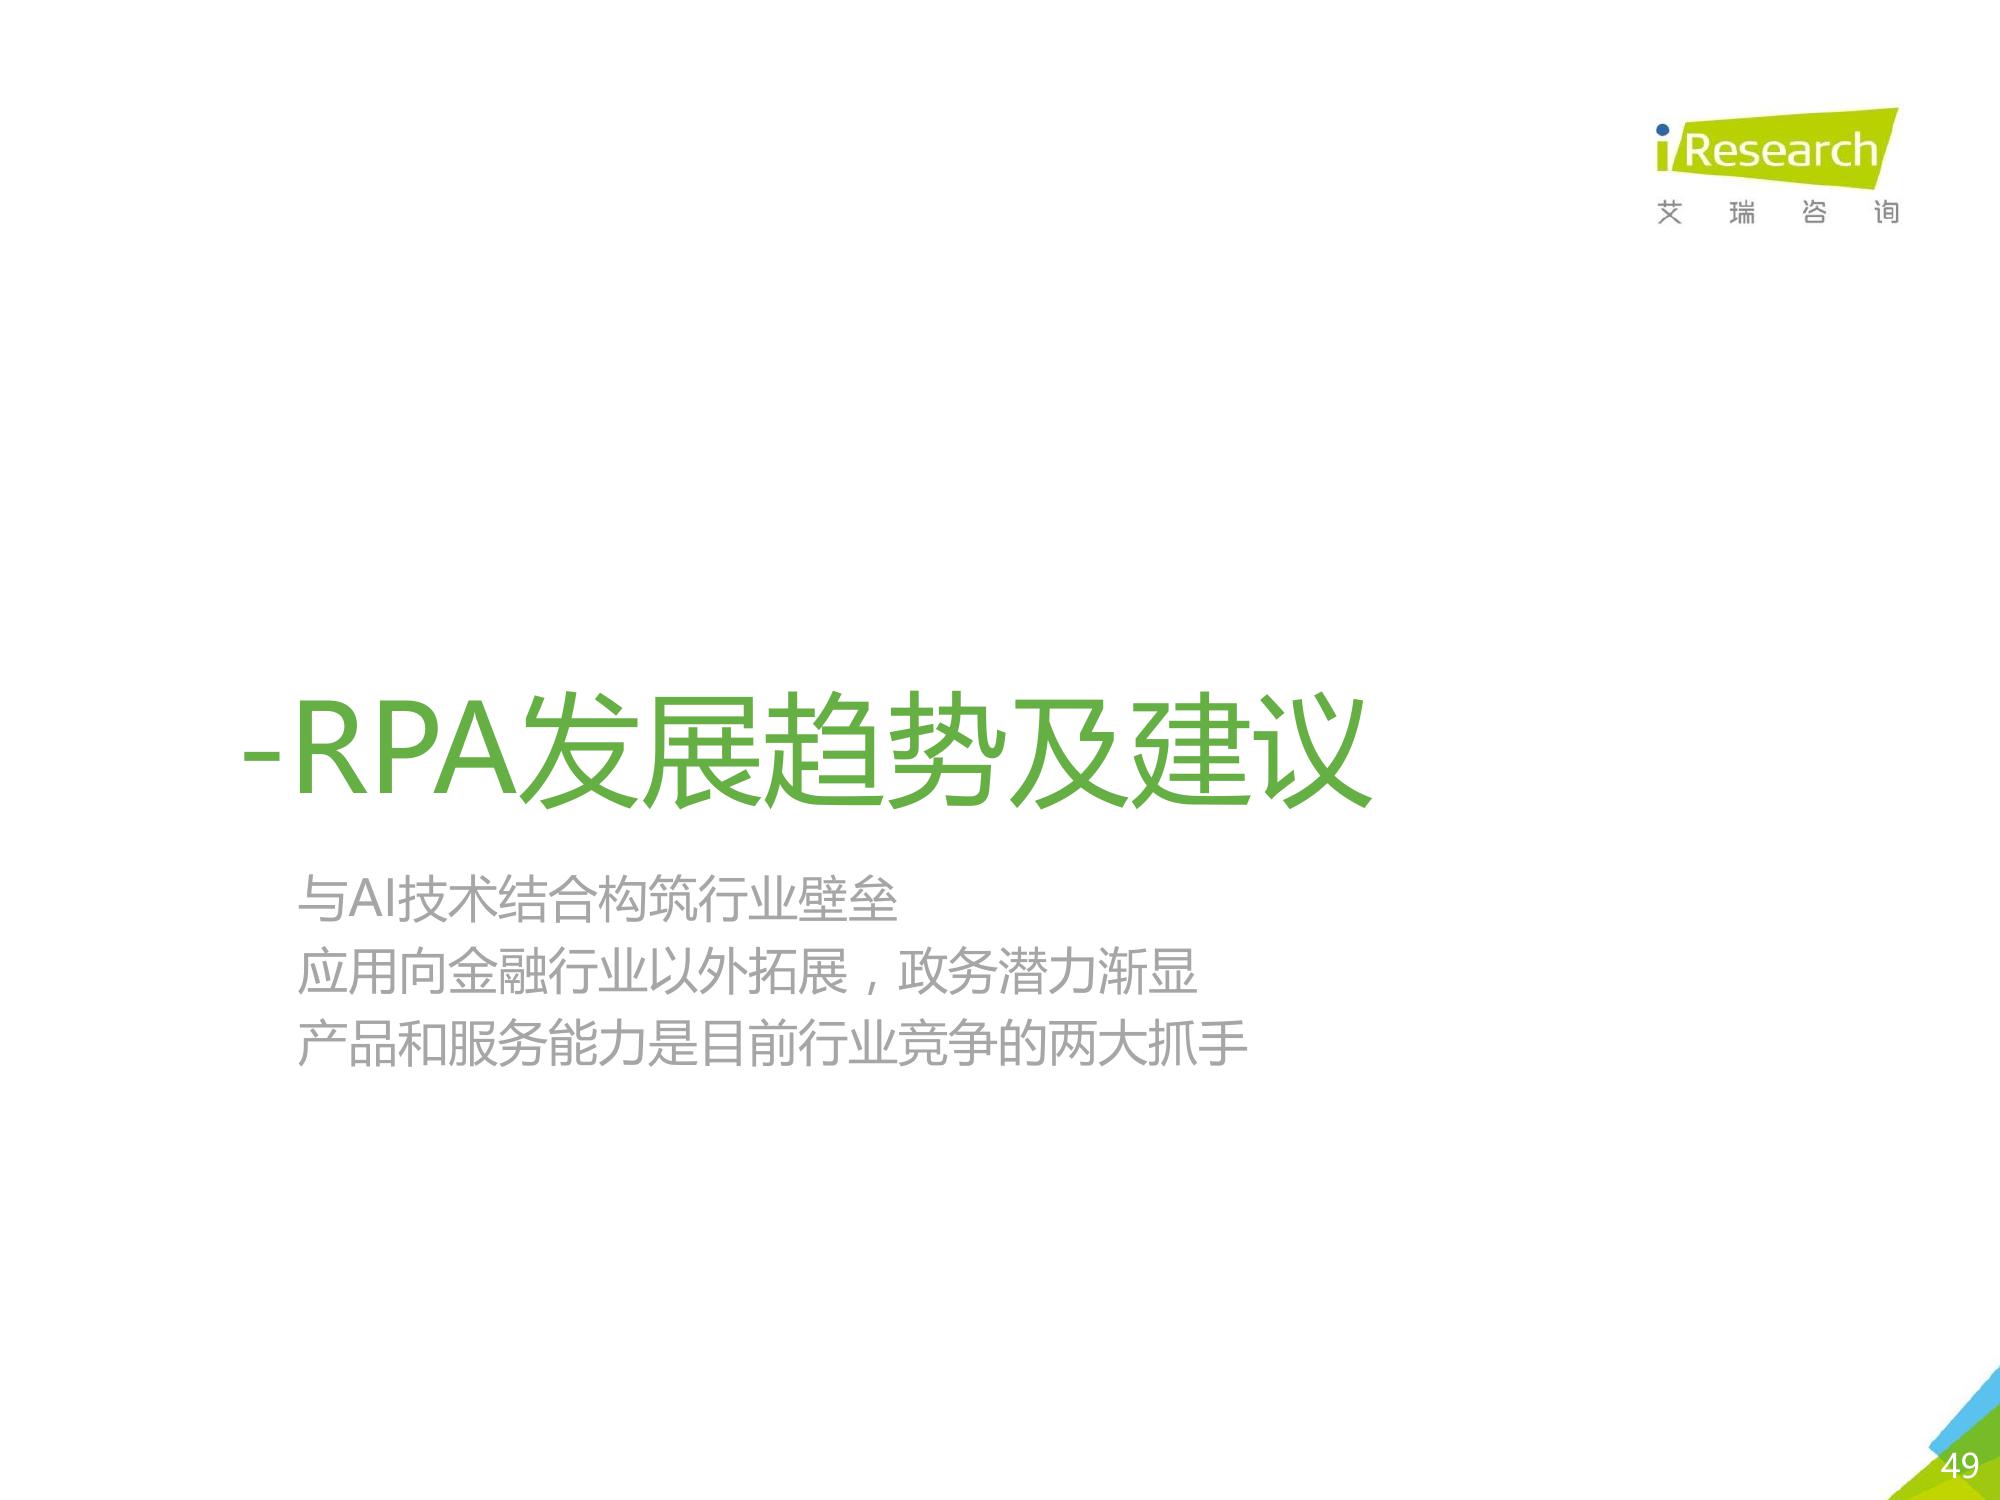 iResearch
艾瑞咨询
-RPA发展趋势及建议
与AI技术结合构筑行业壁垒
应用向金融行业以外拓展，政务潜力渐显
产品和服务能力是目前行业竞争的两大抓手
49